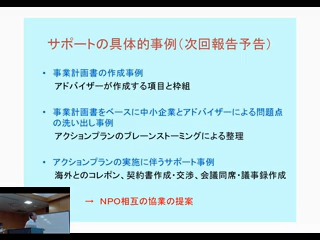 サポートの具体的事例(次回報告予告)
• 事業計画書の作成事例
アドバイザーが作成する項目と枠組
• 事業計画書をベースに中小企業とアドバイザーによる問題点
の洗い出し事例
アクションプランのブレーンストーミングによる整理
• アクションプランの実施に伴うサポート事例
海外とのコレポン、契約書作成・交渉、会議同席・議事録作成
→ NPO相互の協業の提案